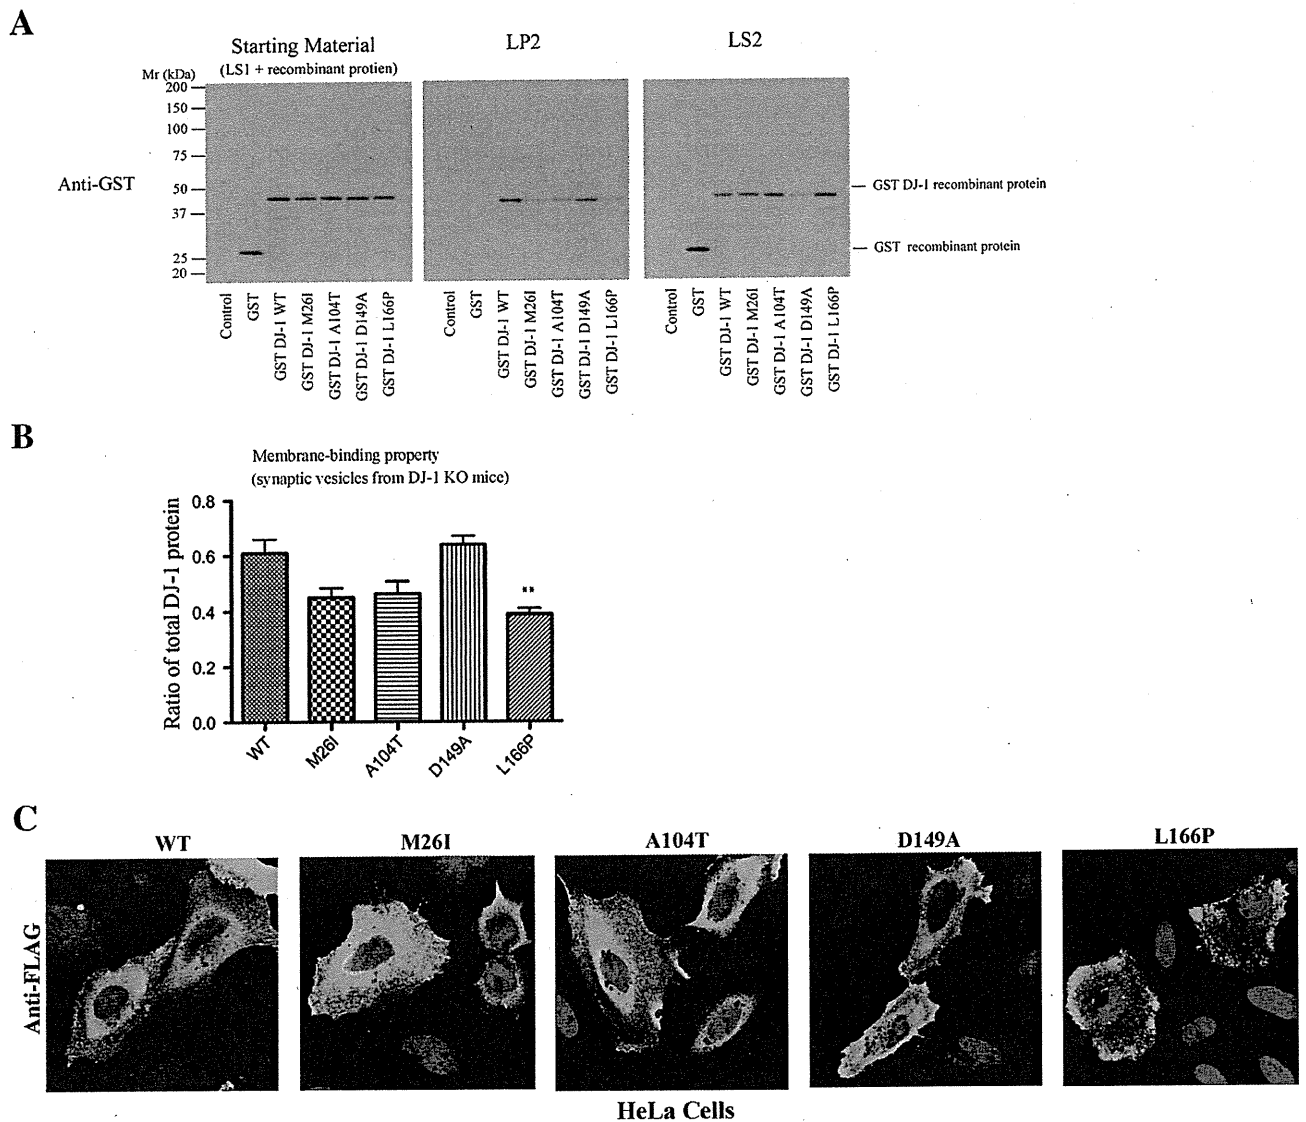 A
Starting Material
(LS1 + recombinant protien)
LP2
LS2
Mr (kDa)
200
150
100
75
50
37
25
20
Anti-GST
GST DJ-1 recombinant protein
GST recombinant protein
Control
GST
GST DJ-1 WT
GST DJ-1 M26I
GST DJ-1 A104T
GST DJ-1 D149A
GST DJ-1 L166P
Control
GST
GST DJ-1 WT
GST DJ-1 M26I
GST DJ-1 A104T
GST DJ-1 D149A
GST DJ-1 L166P
Control
GST
GST DJ-1 WT
GST DJ-1 M26I
GST DJ-1 A104T
GST DJ-1 D149A
GST DJ-1 L166P
B
Membrane-binding property
(synaptic vesicles from DJ-1 KO mice)
Ratio of total DJ-1 protein
0.8
0.6
0.4
0.2
0.0
**
WT
M26I
A104T
D149A
L166P
C
WT
M26I
A104T
D149A
L166P
Anti-FLAG
HeLa Cells